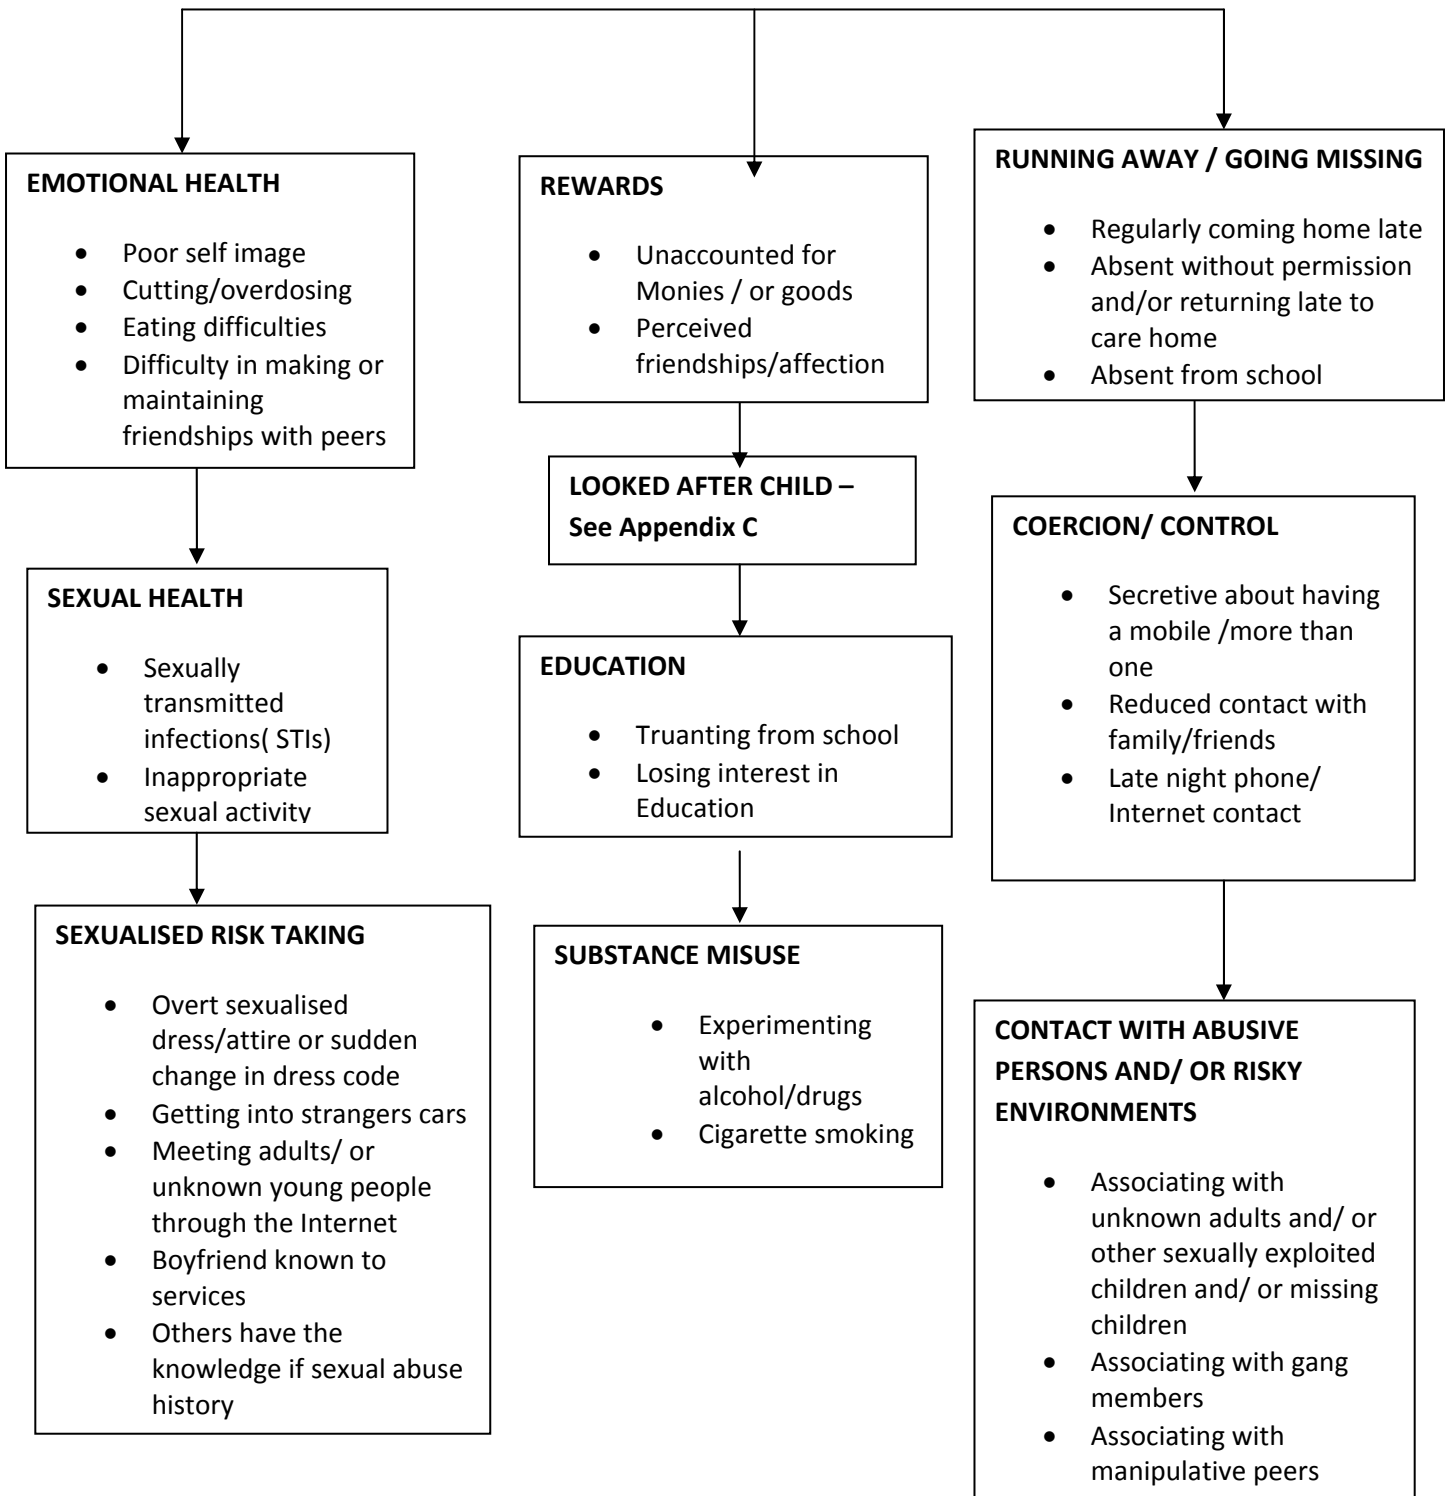 EMOTIONAL HEALTH
• Poor self image
• Cutting/overdosing
• Eating difficulties
• Difficulty in making or
maintaining
friendships with peers
SEXUAL HEALTH
• Sexually
transmitted
infections( STIs)
• Inappropriate
sexual activity
SEXUALISED RISK TAKING
• Overt sexualised
dress/attire or sudden
change in dress code
• Getting into strangers cars
• Meeting adults/ or
unknown young people
through the Internet
• Boyfriend known to
services
• Others have the
knowledge if sexual abuse
history
REWARDS
• Unaccounted for
Monies / or goods
• Perceived
friendships/affection
LOOKED AFTER CHILD –
See Appendix C
EDUCATION
• Truanting from school
• Losing interest in
Education
SUBSTANCE MISUSE
• Experimenting
with
alcohol/drugs
• Cigarette smoking
RUNNING AWAY / GOING MISSING
• Regularly coming home late
• Absent without permission
and/or returning late to
care home
• Absent from school
COERCION/ CONTROL
• Secretive about having
a mobile /more than
one
• Reduced contact with
family/friends
• Late night phone/
Internet contact
CONTACT WITH ABUSIVE
PERSONS AND/ OR RISKY
ENVIRONMENTS
• Associating with
unknown adults and/ or
other sexually exploited
children and/ or missing
children
• Associating with gang
members
• Associating with
manipulative peers